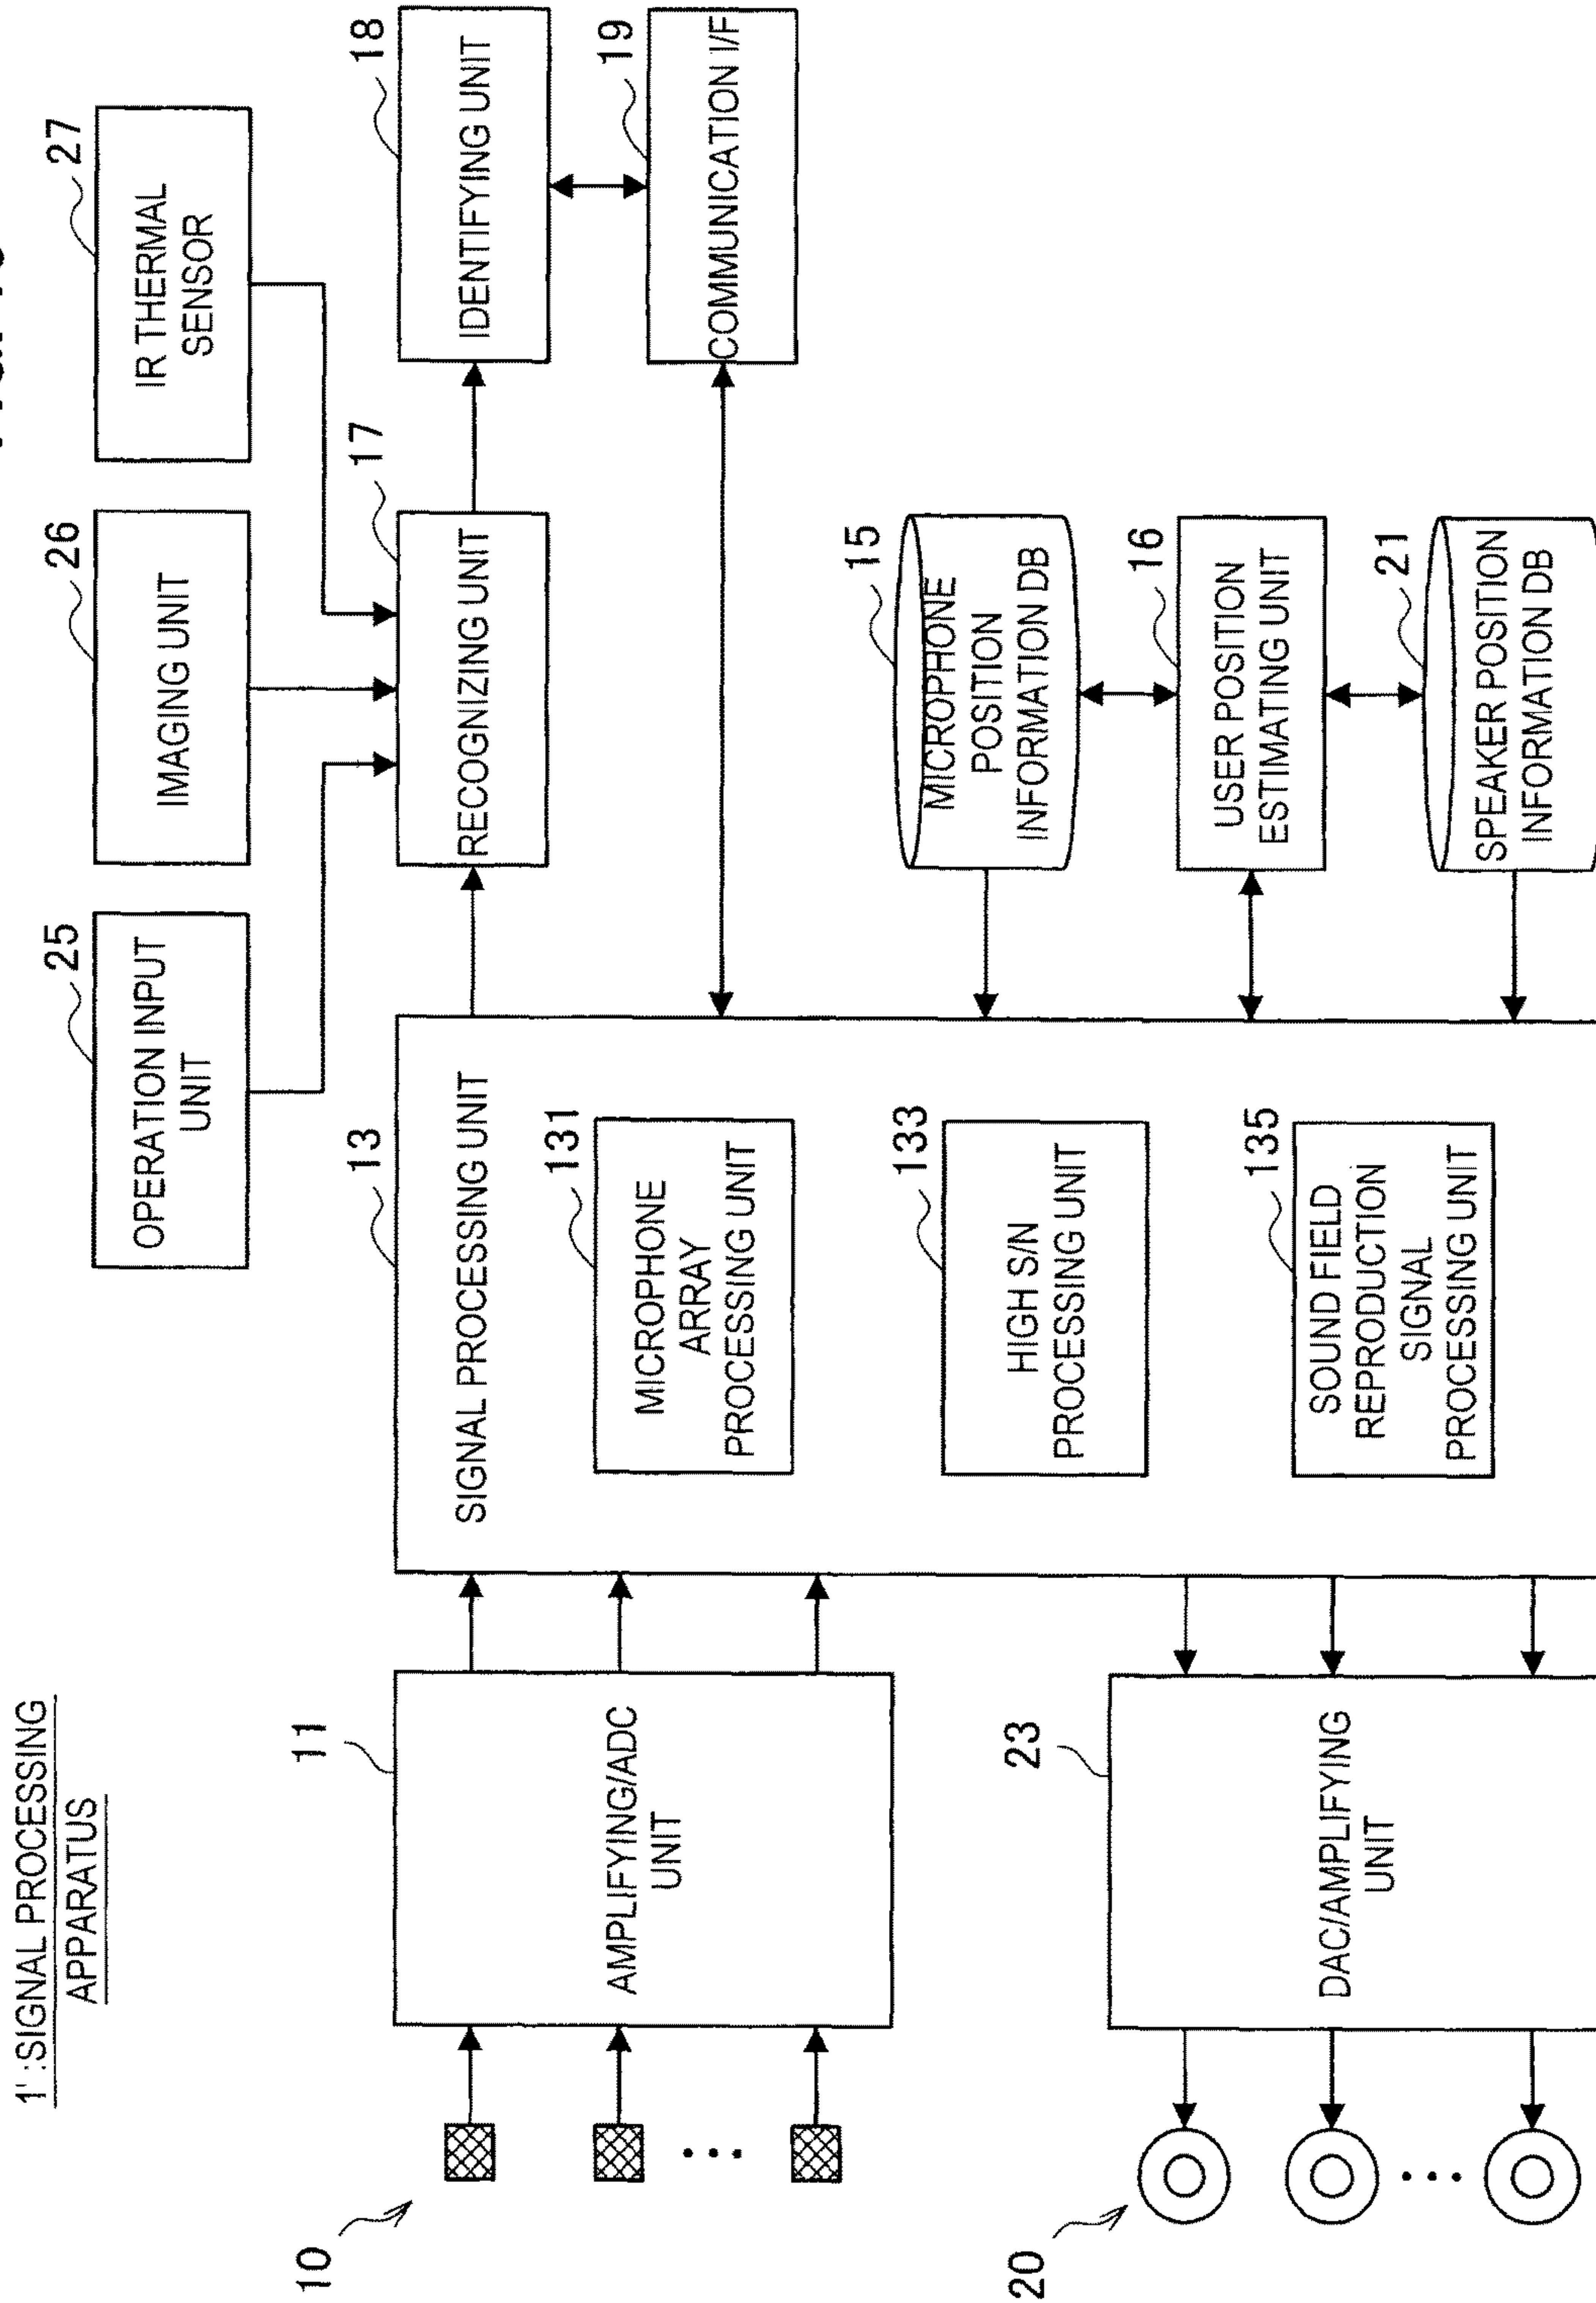 1':SIGNAL PROCESSING
APPARATUS
25
OPERATION INPUT
UNIT
26
IMAGING UNIT
27
IR THERMAL
SENSOR
10
11
AMPLIFYING/ADC
UNIT
13
SIGNAL PROCESSING UNIT
131
MICROPHONE
ARRAY
PROCESSING UNIT
133
HIGH S/N
PROCESSING UNIT
135
SOUND FIELD
REPRODUCTION
SIGNAL
PROCESSING UNIT
17
RECOGNIZING UNIT
18
IDENTIFYING UNIT
19
COMMUNICATION I/F
15
MICROPHONE
POSITION
INFORMATION DB
16
USER POSITION
ESTIMATING UNIT
21
SPEAKER POSITION
INFORMATION DB
20
23
DAC/AMPLIFYING
UNIT